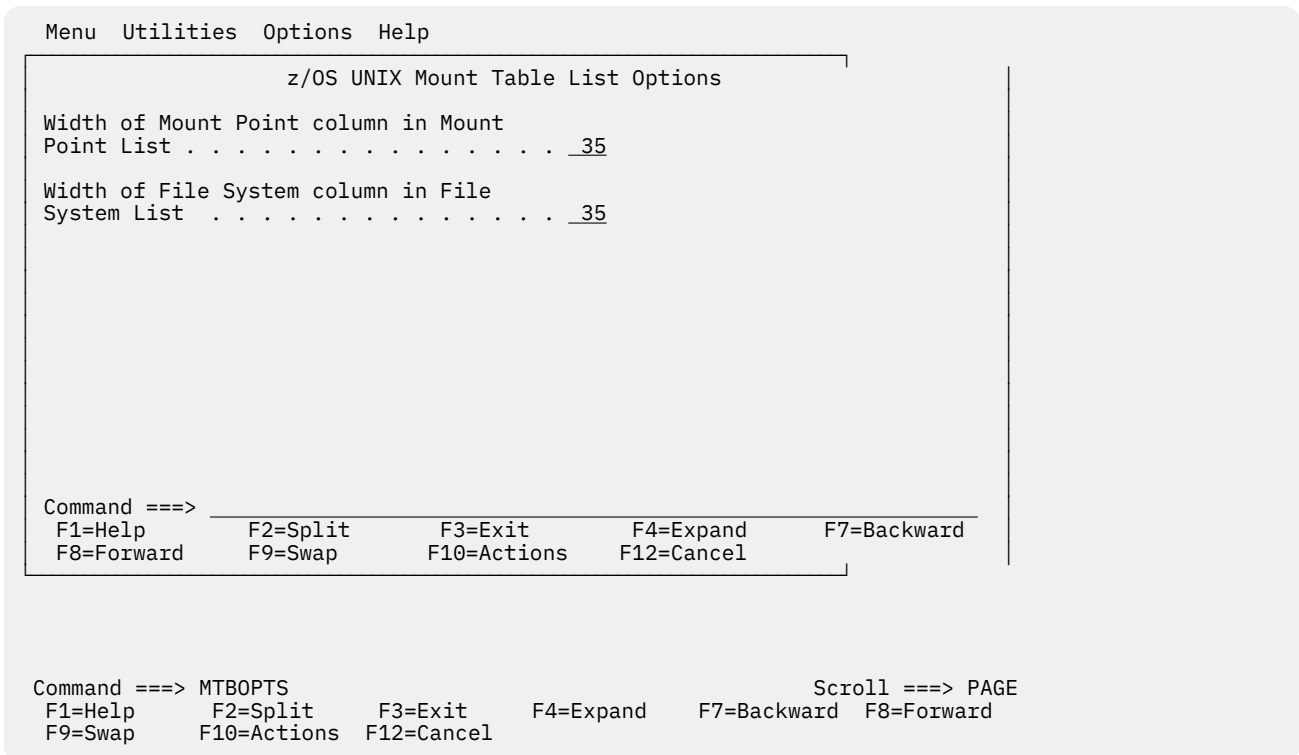 Menu  Utilities  Options  Help
z/OS UNIX Mount Table List Options
Width of Mount Point column in Mount
Point List . . . . . . . . . . . . . . .  35
Width of File System column in File
System List  . . . . . . . . . . . . . .  35
Command ===>
F1=Help        F2=Split       F3=Exit        F4=Expand      F7=Backward
F8=Forward     F9=Swap       F10=Actions    F12=Cancel
Command ===> MTBOPTS                                         Scroll ===> PAGE
F1=Help      F2=Split     F3=Exit     F4=Expand    F7=Backward  F8=Forward
F9=Swap     F10=Actions  F12=Cancel